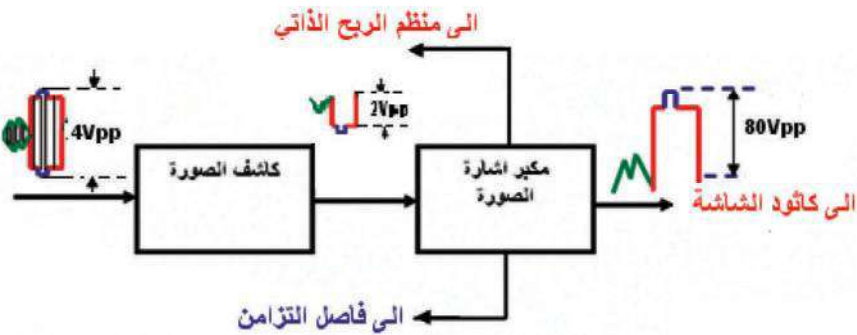 الى منظم الربح الذاتي
4Vpp
2Vpp
80Vpp
كاشف الصورة
مكبر اشارة
الصورة
الى كاثود الشاشة
الى فاصل التزامن